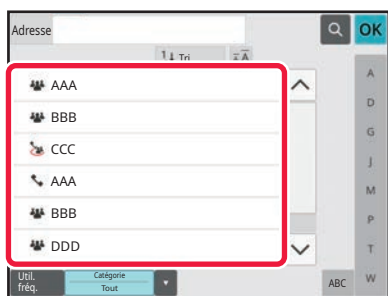 Adresse
OK
1 Tri
AAA
BBB
CCC
AAA
BBB
DDD
A
D
G
J
M
P
T
W
Util. fréq.
Catégorie
Tout
ABC